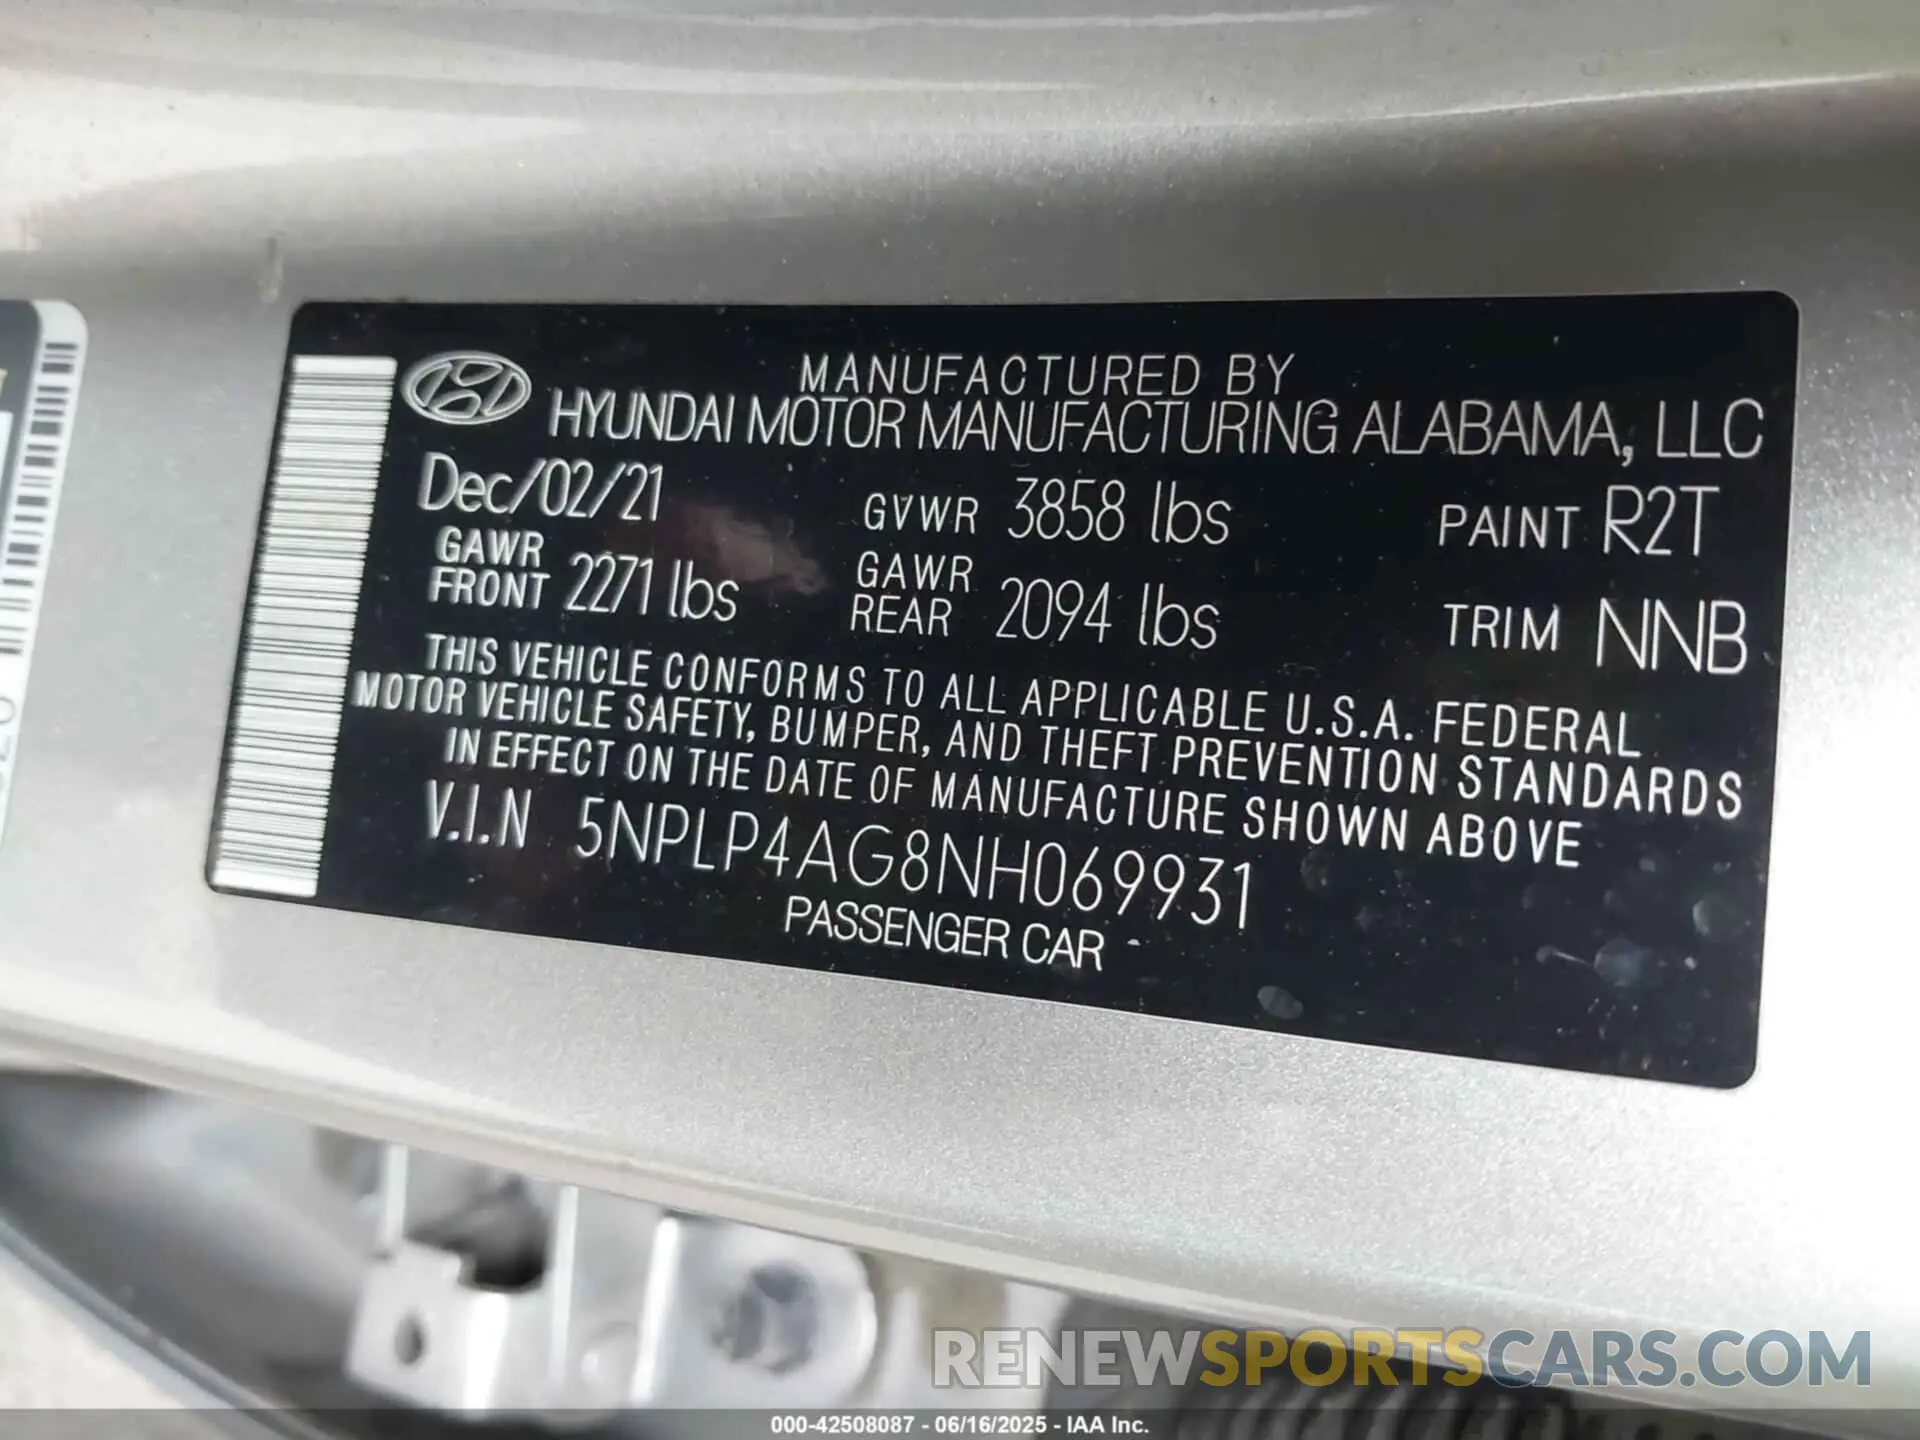 MANUFACTURED BY
HYUNDAI MOTOR MANUFACTURING ALABAMA, LLC
Dec/02/21 GVWR 3858 lbs PAINT R2T
GAWR FRONT 2271 lbs GAWR REAR 2094 lbs TRIM NNB
THIS VEHICLE CONFORMS TO ALL APPLICABLE U.S.A. FEDERAL
MOTOR VEHICLE SAFETY, BUMPER, AND THEFT PREVENTION STANDARDS
IN EFFECT ON THE DATE OF MANUFACTURE SHOWN ABOVE
V.I.N 5NPLP4AG8NH069931
PASSENGER CAR
RENEWSPORTSCARS.COM
000-42508087 - 06/16/2025 - IAA Inc.